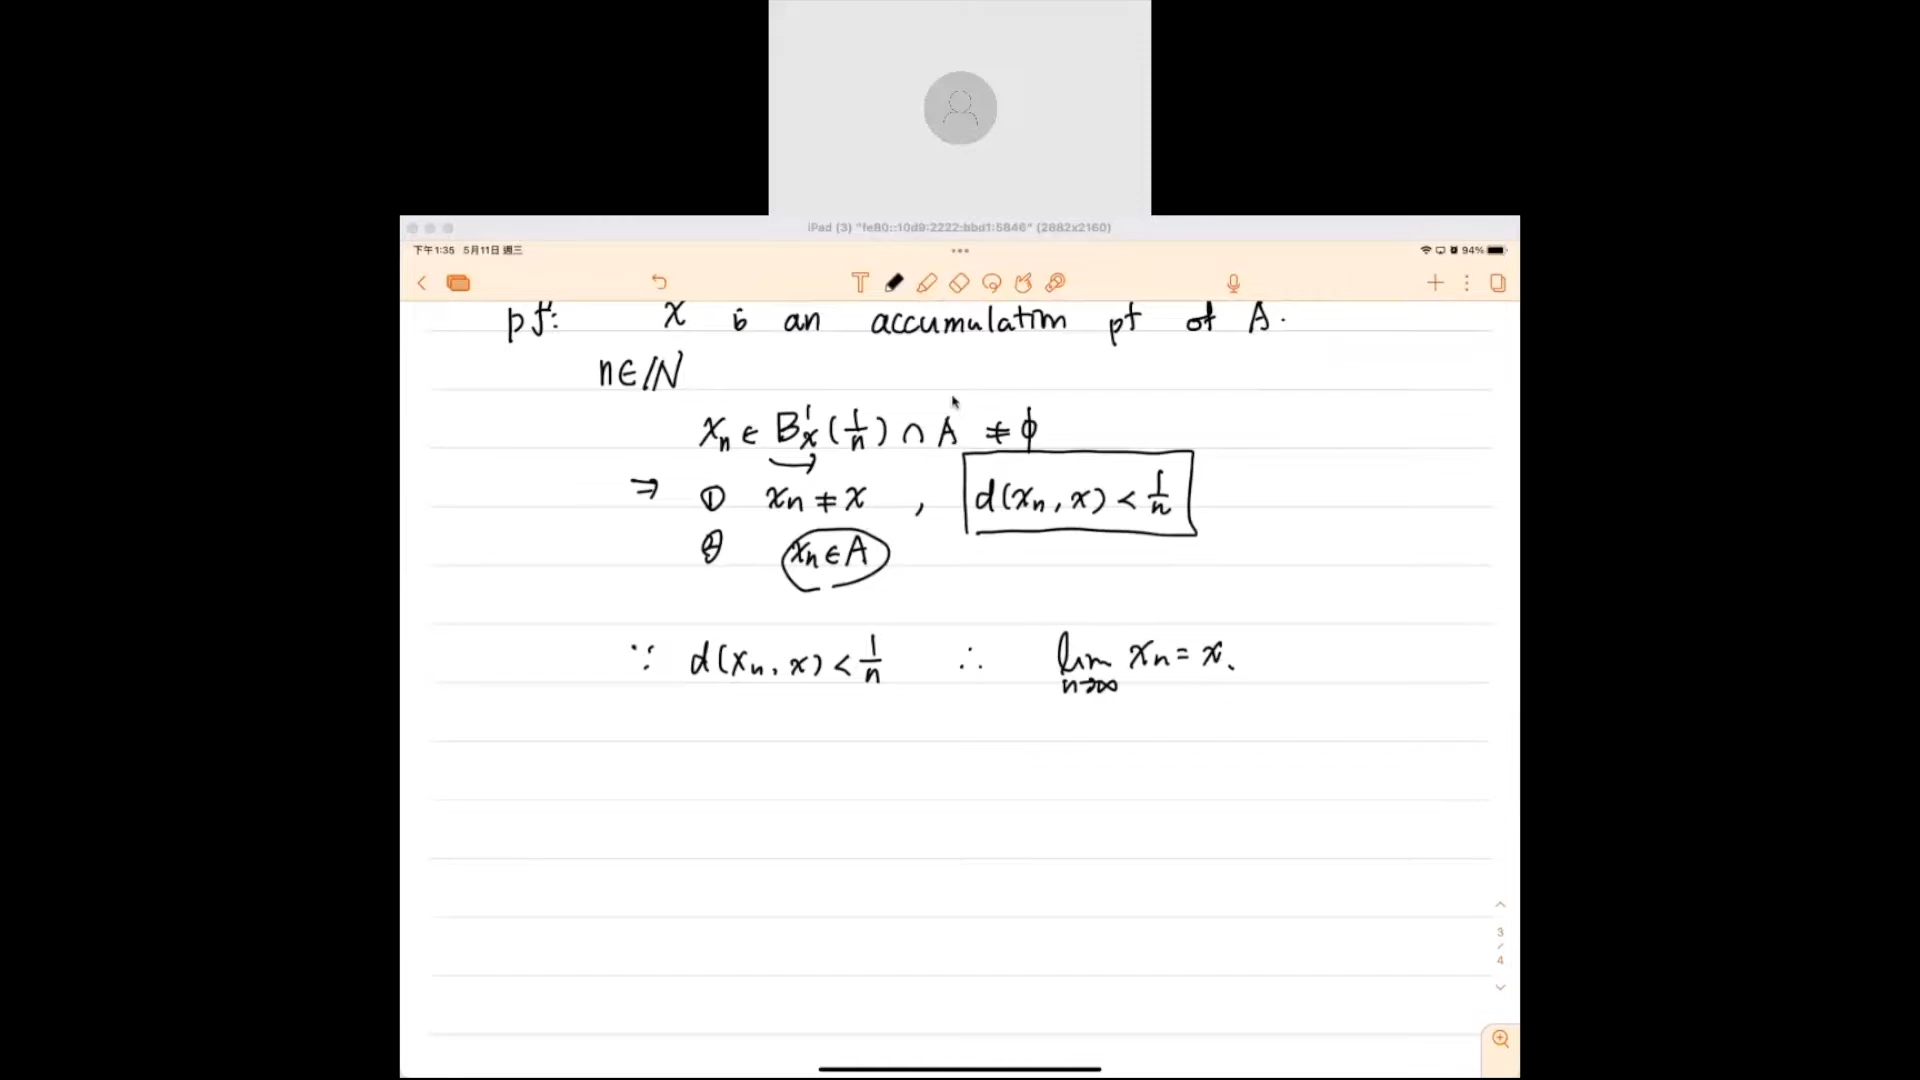 iPad (3) "fe80::10d9:2222:bbd1:5846" (2882x2160)
下午1:35 5月11日 週三 94%
pf: x is an accumulation pt of A.
n∈ℕ
xₙ ∈ B'ₓ(1/n) ∩ A ≠ ϕ
⇒ ① xₙ ≠ x , d(xₙ, x) < 1/n
② xₙ ∈ A
∵ d(xₙ, x) < 1/n ∴ lim xₙ = x.
n→∞
3
/
4